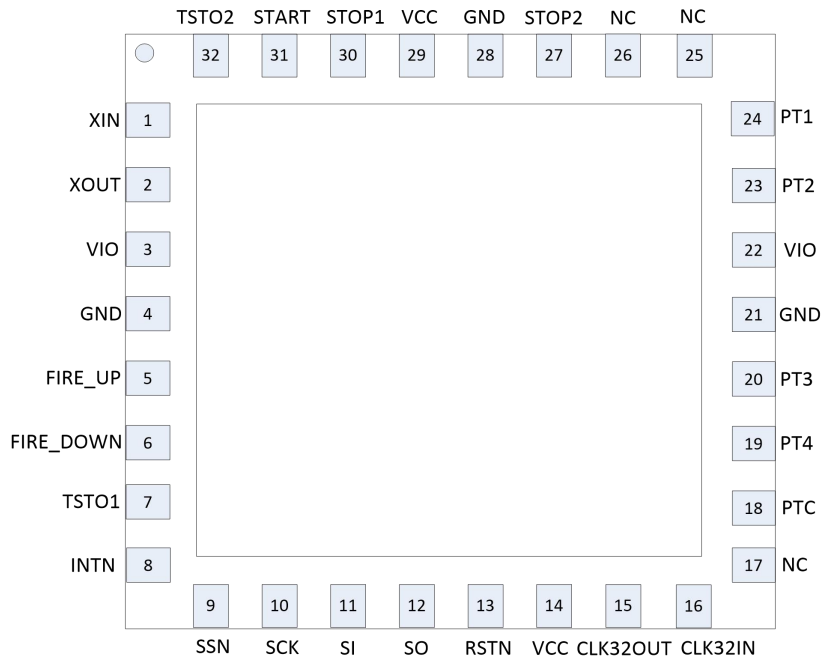 TSTO2 START STOP1 VCC GND STOP2 NC NC
32 31 30 29 28 27 26 25
XIN 1 24 PT1
XOUT 2 23 PT2
VIO 3 22 VIO
GND 4 21 GND
FIRE_UP 5 20 PT3
FIRE_DOWN 6 19 PT4
TSTO1 7 18 PTC
INTN 8 17 NC
9 10 11 12 13 14 15 16
SSN SCK SI SO RSTN VCC CLK32OUT CLK32IN